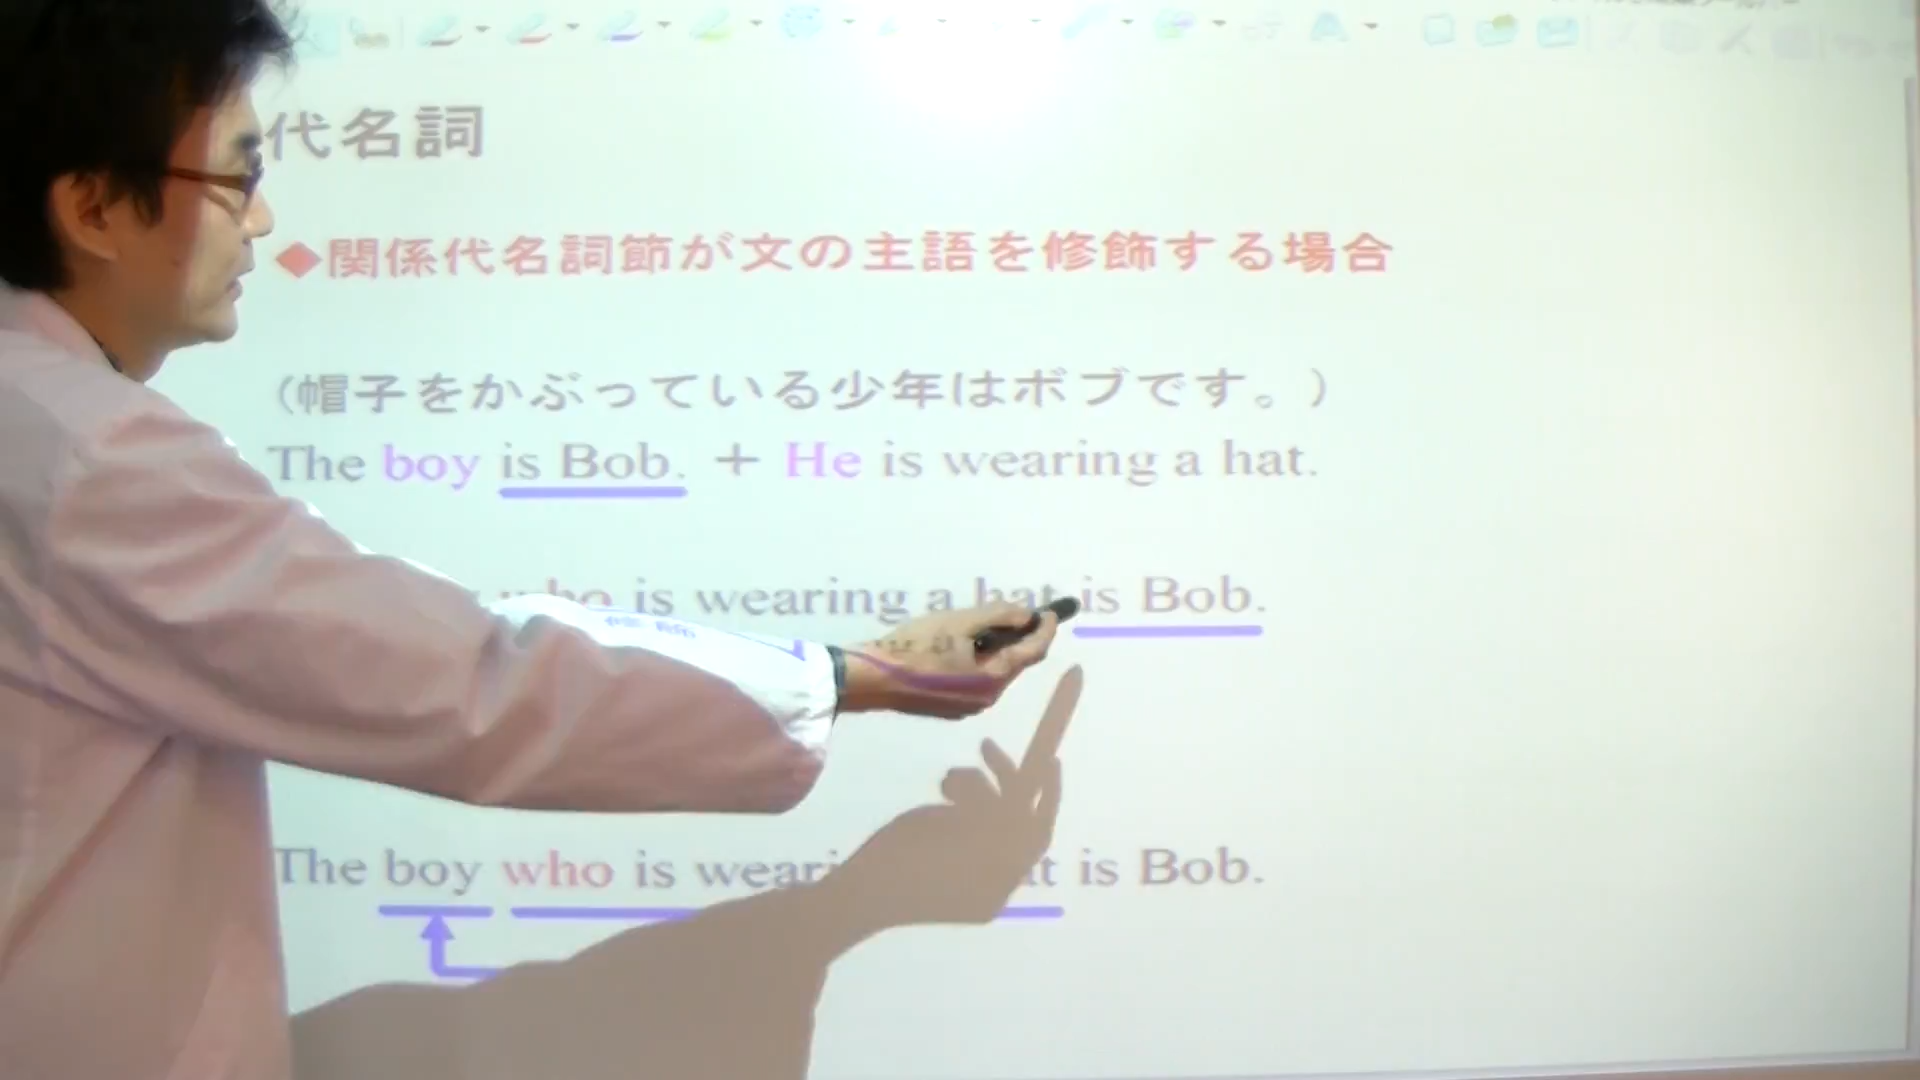 代名詞
◆関係代名詞節が文の主語を修飾する場合
(帽子をかぶっている少年はボブです。)
The boy is Bob. + He is wearing a hat.
who is wearing a hat is Bob.
The boy who is is Bob.